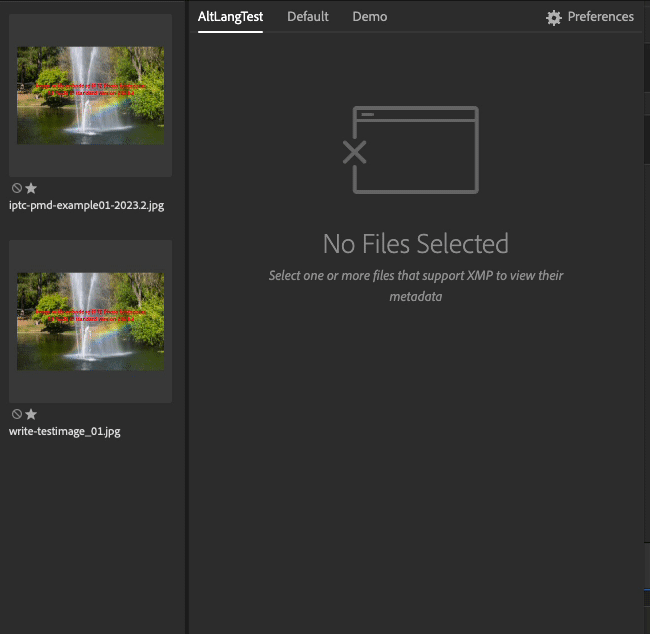 AltLangTest
Default
Demo
Preferences
iptc-pmd-example01-2023.2.jpg
write-testimage_01.jpg
No Files Selected
Select one or more files that support XMP to view their
metadata